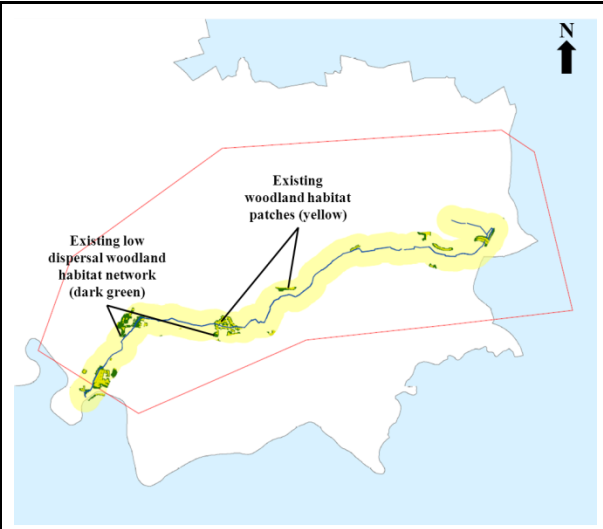 N
Existing
woodland habitat
patches (yellow)
Existing low
dispersal woodland
habitat network
(dark green)